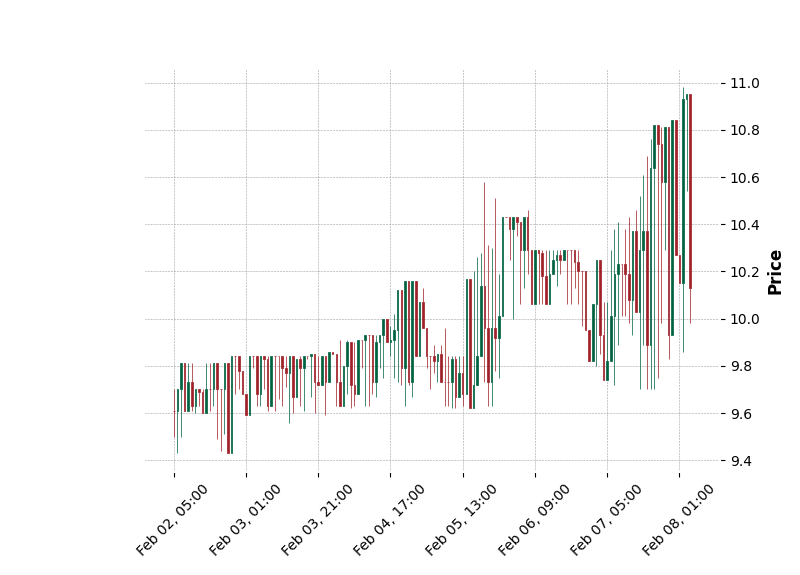 11.0
10.8
10.6
10.4
10.2
10.0
9.8
9.6
9.4
Price
Feb 02, 05:00
Feb 03, 01:00
Feb 03, 21:00
Feb 04, 17:00
Feb 05, 13:00
Feb 06, 09:00
Feb 07, 05:00
Feb 08, 01:00